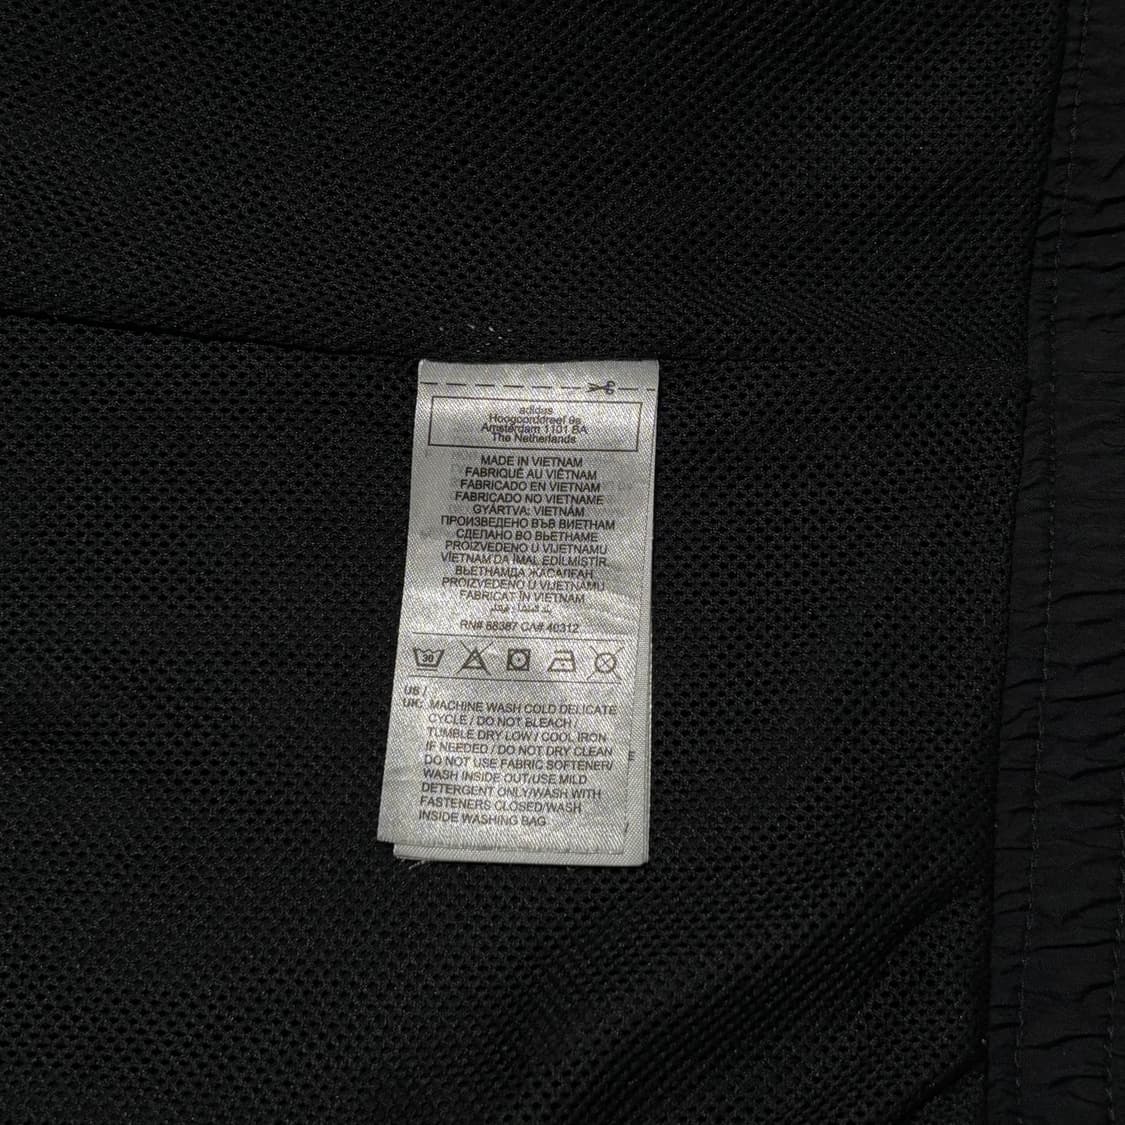 adidas
Hoogoorddreef 9a
Amsterdam 1101 BA
The Netherlands
MADE IN VIETNAM
FABRIQUÉ AU VIÊTNAM
FABRICADO EN VIETNAM
FABRICADO NO VIETNAME
GYÁRTVA: VIETNÁM
ПРОИЗВЕДЕНО ВЪВ ВИЕТНАМ
СДЕЛАНО ВО ВЬЕТНАМЕ
PROIZVEDENO U VIJETNAMU
VİETNAM'DA İMAL EDİLMİŞTİR
ВЬЕТНАМДА ЖАСАЛҒАН
PROIZVEDENO U VIJETNAMU
FABRICAT ÎN VIETNAM
RN# 88387 CA# 40312
30
US /
UK: MACHINE WASH COLD DELICATE
CYCLE / DO NOT BLEACH /
TUMBLE DRY LOW / COOL IRON
IF NEEDED / DO NOT DRY CLEAN
DO NOT USE FABRIC SOFTENER/
WASH INSIDE OUT/USE MILD
DETERGENT ONLY/WASH WITH
FASTENERS CLOSED/WASH
INSIDE WASHING BAG